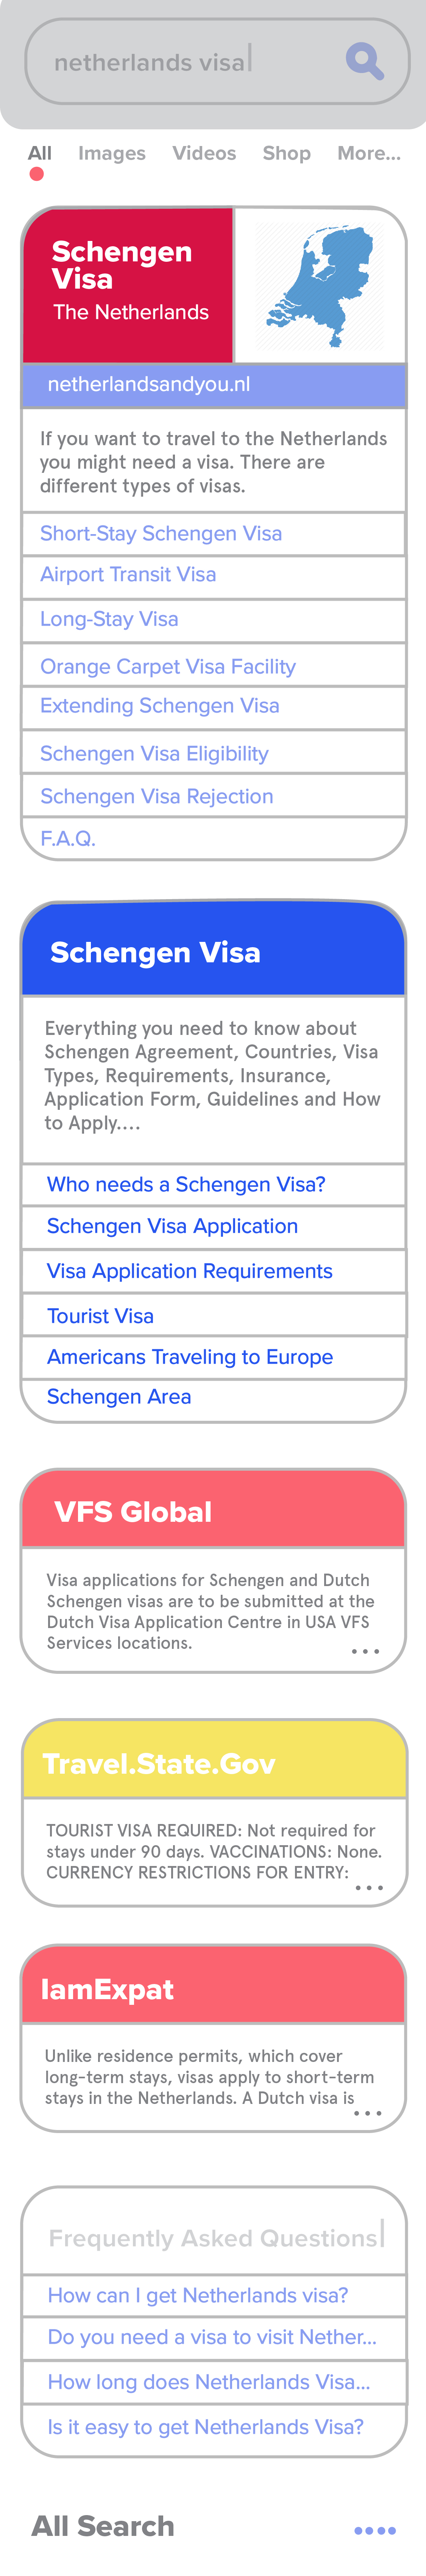 netherlands visa
All Images Videos Shop More...
Schengen
Visa
The Netherlands
netherlandsandyou.nl
If you want to travel to the Netherlands
you might need a visa. There are
different types of visas.
Short-Stay Schengen Visa
Airport Transit Visa
Long-Stay Visa
Orange Carpet Visa Facility
Extending Schengen Visa
Schengen Visa Eligibility
Schengen Visa Rejection
F.A.Q.
Schengen Visa
Everything you need to know about
Schengen Agreement, Countries, Visa
Types, Requirements, Insurance,
Application Form, Guidelines and How
to Apply....
Who needs a Schengen Visa?
Schengen Visa Application
Visa Application Requirements
Tourist Visa
Americans Traveling to Europe
Schengen Area
VFS Global
Visa applications for Schengen and Dutch
Schengen visas are to be submitted at the
Dutch Visa Application Centre in USA VFS
Services locations. ...
Travel.State.Gov
TOURIST VISA REQUIRED: Not required for
stays under 90 days. VACCINATIONS: None.
CURRENCY RESTRICTIONS FOR ENTRY: ...
IamExpat
Unlike residence permits, which cover
long-term stays, visas apply to short-term
stays in the Netherlands. A Dutch visa is ...
Frequently Asked Questions
How can I get Netherlands visa?
Do you need a visa to visit Nether...
How long does Netherlands Visa...
Is it easy to get Netherlands Visa?
All Search